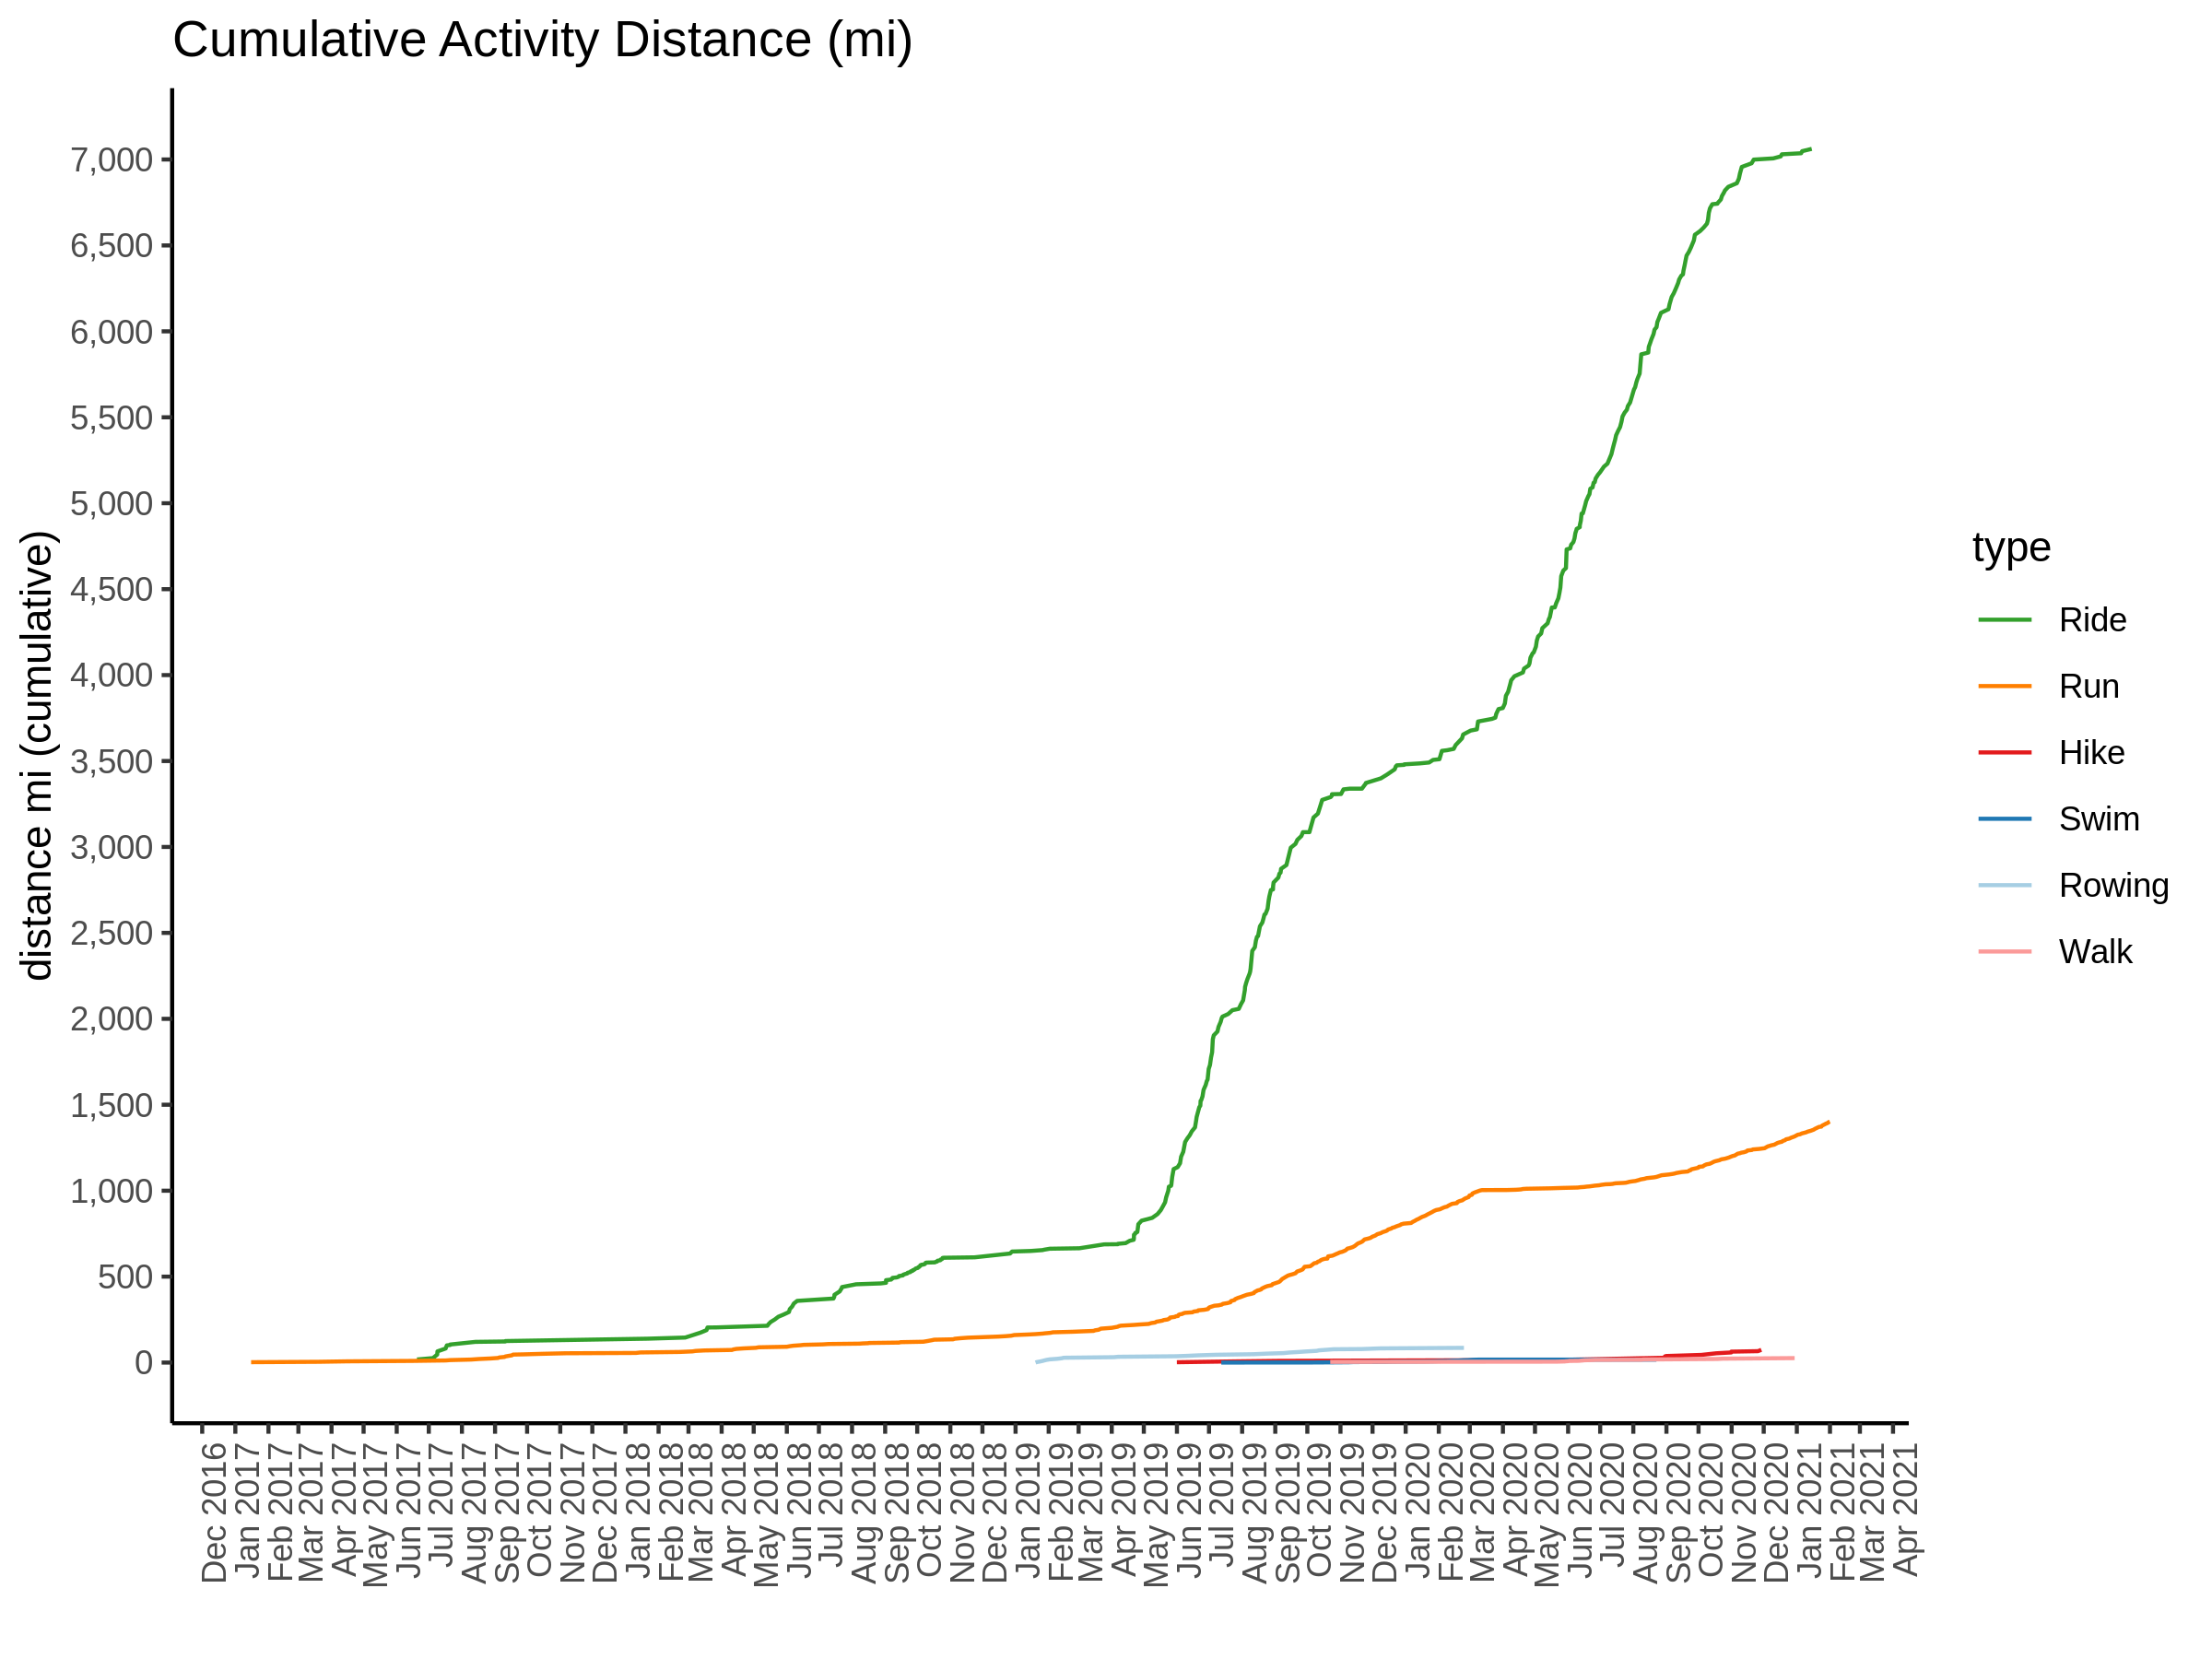 Cumulative Activity Distance (mi)
distance mi (cumulative)
7,000
6,500
6,000
5,500
5,000
4,500
4,000
3,500
3,000
2,500
2,000
1,500
1,000
500
0
Dec 2016
Jan 2017
Feb 2017
Mar 2017
Apr 2017
May 2017
Jun 2017
Jul 2017
Aug 2017
Sep 2017
Oct 2017
Nov 2017
Dec 2017
Jan 2018
Feb 2018
Mar 2018
Apr 2018
May 2018
Jun 2018
Jul 2018
Aug 2018
Sep 2018
Oct 2018
Nov 2018
Dec 2018
Jan 2019
Feb 2019
Mar 2019
Apr 2019
May 2019
Jun 2019
Jul 2019
Aug 2019
Sep 2019
Oct 2019
Nov 2019
Dec 2019
Jan 2020
Feb 2020
Mar 2020
Apr 2020
May 2020
Jun 2020
Jul 2020
Aug 2020
Sep 2020
Oct 2020
Nov 2020
Dec 2020
Jan 2021
Feb 2021
Mar 2021
Apr 2021
type
Ride
Run
Hike
Swim
Rowing
Walk